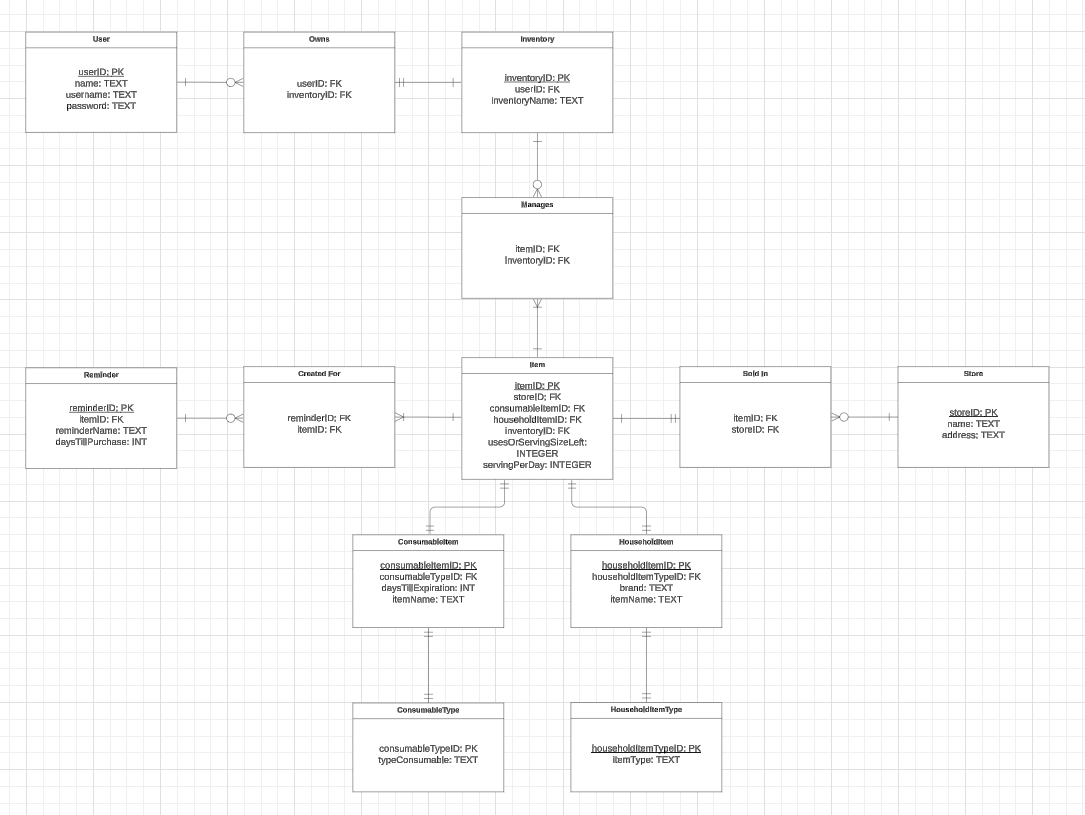 User
userID: PK
name: TEXT
username: TEXT
password: TEXT
Owns
userID: FK
inventoryID: FK
Inventory
inventoryID: PK
userID: FK
inventoryName: TEXT
Manages
itemID: FK
inventoryID: FK
Reminder
reminderID: PK
itemID: FK
reminderName: TEXT
daysTillPurchase: INT
Created For
reminderID: FK
itemID: FK
Item
itemID: PK
storeID: FK
consumableItemID: FK
householdItemID: FK
inventoryID: FK
usesOrServingSizeLeft:
INTEGER
servingPerDay: INTEGER
Sold In
itemID: FK
storeID: FK
Store
storeID: PK
name: TEXT
address: TEXT
ConsumableItem
consumableItemID: PK
consumableTypeID: FK
daysTillExpiration: INT
itemName: TEXT
HouseholdItem
householdItemID: PK
householdItemTypeID: FK
brand: TEXT
itemName: TEXT
ConsumableType
consumableTypeID: PK
typeConsumable: TEXT
HouseholdItemType
householdItemTypeID: PK
itemType: TEXT